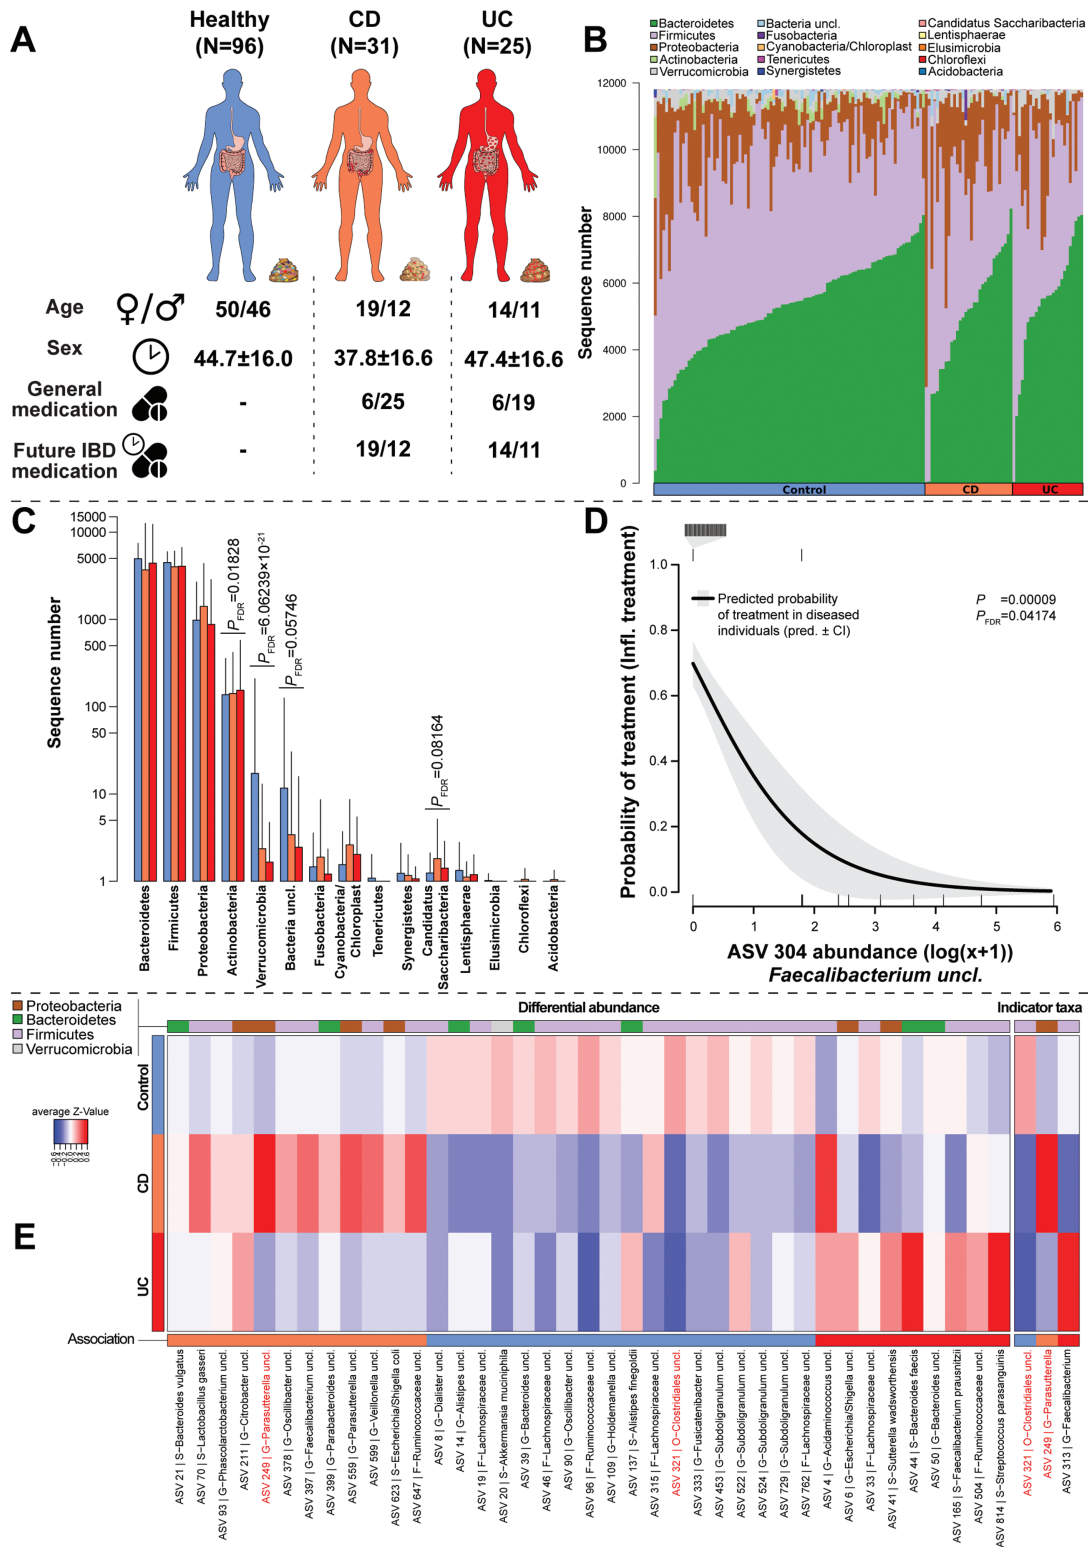 A
Healthy
(N=96)
CD
(N=31)
UC
(N=25)
Age
♀/♂
50/46
19/12
14/11
Sex
44.7±16.0
37.8±16.6
47.4±16.6
General
medication
-
6/25
6/19
Future IBD
medication
-
19/12
14/11
B
Bacteroidetes
Firmicutes
Proteobacteria
Actinobacteria
Verrucomicrobia
Bacteria uncl.
Fusobacteria
Cyanobacteria/Chloroplast
Tenericutes
Synergistetes
Candidatus Saccharibacteria
Lentisphaerae
Elusimicrobia
Chloroflexi
Acidobacteria
Sequence number
12000
10000
8000
6000
4000
2000
0
Control
CD
UC
C
Sequence number
15000
5000
1000
500
100
50
10
5
1
PFDR=0.01828
PFDR=6.06239×10-21
PFDR=0.05746
PFDR=0.08164
Bacteroidetes
Firmicutes
Proteobacteria
Actinobacteria
Verrucomicrobia
Bacteria uncl.
Fusobacteria
Cyanobacteria/
Chloroplast
Tenericutes
Synergistetes
Candidatus
Saccharibacteria
Lentisphaerae
Elusimicrobia
Chloroflexi
Acidobacteria
D
Probability of treatment (Infl. treatment)
1.0
0.8
0.6
0.4
0.2
0.0
Predicted probability
of treatment in diseased
individuals (pred. ± CI)
P =0.00009
PFDR=0.04174
0 1 2 3 4 5 6
ASV 304 abundance (log(x+1))
Faecalibacterium uncl.
E
Proteobacteria
Bacteroidetes
Firmicutes
Verrucomicrobia
Differential abundance
Indicator taxa
average Z-Value
Control
CD
UC
Association
ASV 21 | S−Bacteroides vulgatus
ASV 70 | S−Lactobacillus gasseri
ASV 93 | G−Phascolarctobacterium uncl.
ASV 211 | G−Citrobacter uncl.
ASV 249 | G−Parasutterella uncl.
ASV 378 | G−Oscillibacter uncl.
ASV 397 | G−Faecalibacterium uncl.
ASV 399 | G−Parabacteroides uncl.
ASV 559 | G−Parasutterella uncl.
ASV 599 | G−Veillonella uncl.
ASV 623 | S−Escherichia/Shigella coli
ASV 647 | F−Ruminococcaceae uncl.
ASV 8 | G−Dialister uncl.
ASV 14 | G−Alistipes uncl.
ASV 19 | F−Lachnospiraceae uncl.
ASV 20 | S−Akkermansia muciniphila
ASV 39 | G−Bacteroides uncl.
ASV 46 | F−Lachnospiraceae uncl.
ASV 90 | G−Oscillibacter uncl.
ASV 96 | F−Ruminococcaceae uncl.
ASV 109 | G−Holdemanella uncl.
ASV 137 | S−Alistipes finegoldii
ASV 315 | F−Lachnospiraceae uncl.
ASV 321 | O−Clostridiales uncl.
ASV 333 | G−Fusicatenibacter uncl.
ASV 453 | G−Subdoligranulum uncl.
ASV 522 | G−Subdoligranulum uncl.
ASV 524 | G−Subdoligranulum uncl.
ASV 729 | G−Subdoligranulum uncl.
ASV 762 | F−Lachnospiraceae uncl.
ASV 4 | G−Acidaminococcus uncl.
ASV 6 | G−Escherichia/Shigella uncl.
ASV 33 | F−Lachnospiraceae uncl.
ASV 41 | S−Sutterella wadsworthensis
ASV 44 | S−Bacteroides faecis
ASV 50 | G−Bacteroides uncl.
ASV 165 | S−Faecalibacterium prausnitzii
ASV 504 | F−Ruminococcaceae uncl.
ASV 814 | S−Streptococcus parasanguinis
ASV 321 | O−Clostridiales uncl.
ASV 249 | G−Parasutterella
ASV 313 | G−Faecalibacterium